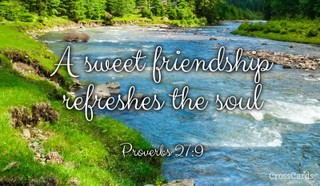 A sweet friendship
refreshes the soul
Proverbs 27:9
CrossCards